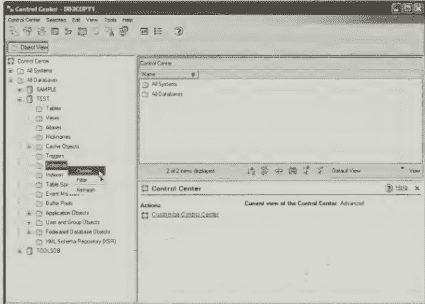 Control Center - DB2COPY1
Control Center Selected Edit View Tools Help
Object View
Control Center
All Systems
All Databases
SAMPLE
TEST
Tables
Views
Aliases
Nicknames
Cache Objects
Triggers
Schemas
Indexes
Table Spa
Event Mo
Buffer Pools
Application Objects
User and Group Objects
Federated Database Objects
XML Schema Repository (XSR)
TOOLSDB
Create...
Filter
Refresh
Control Center
Name
All Systems
All Databases
2 of 2 items displayed
Default View
View
Control Center
Help
Actions:
Customize Control Center
Current view of the Control Center: Advanced